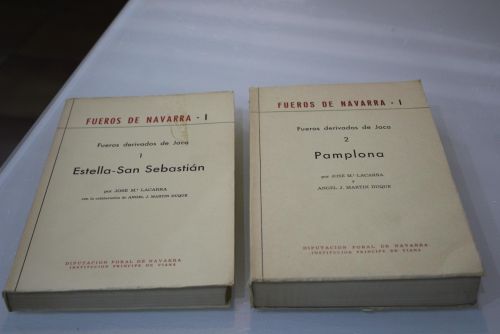 FUEROS DE NAVARRA - I
Fueros derivados de Jaca
1
Estella-San Sebastián
por JOSÉ Mª LACARRA
con la colaboración de ANGEL J. MARTIN DUQUE
DIPUTACION FORAL DE NAVARRA
INSTITUCION PRINCIPE DE VIANA
FUEROS DE NAVARRA - I
Fueros derivados de Jaca
2
Pamplona
por JOSÉ Mª LACARRA
Y
ANGEL J. MARTIN DUQUE
DIPUTACION FORAL DE NAVARRA
INSTITUCION PRINCIPE DE VIANA